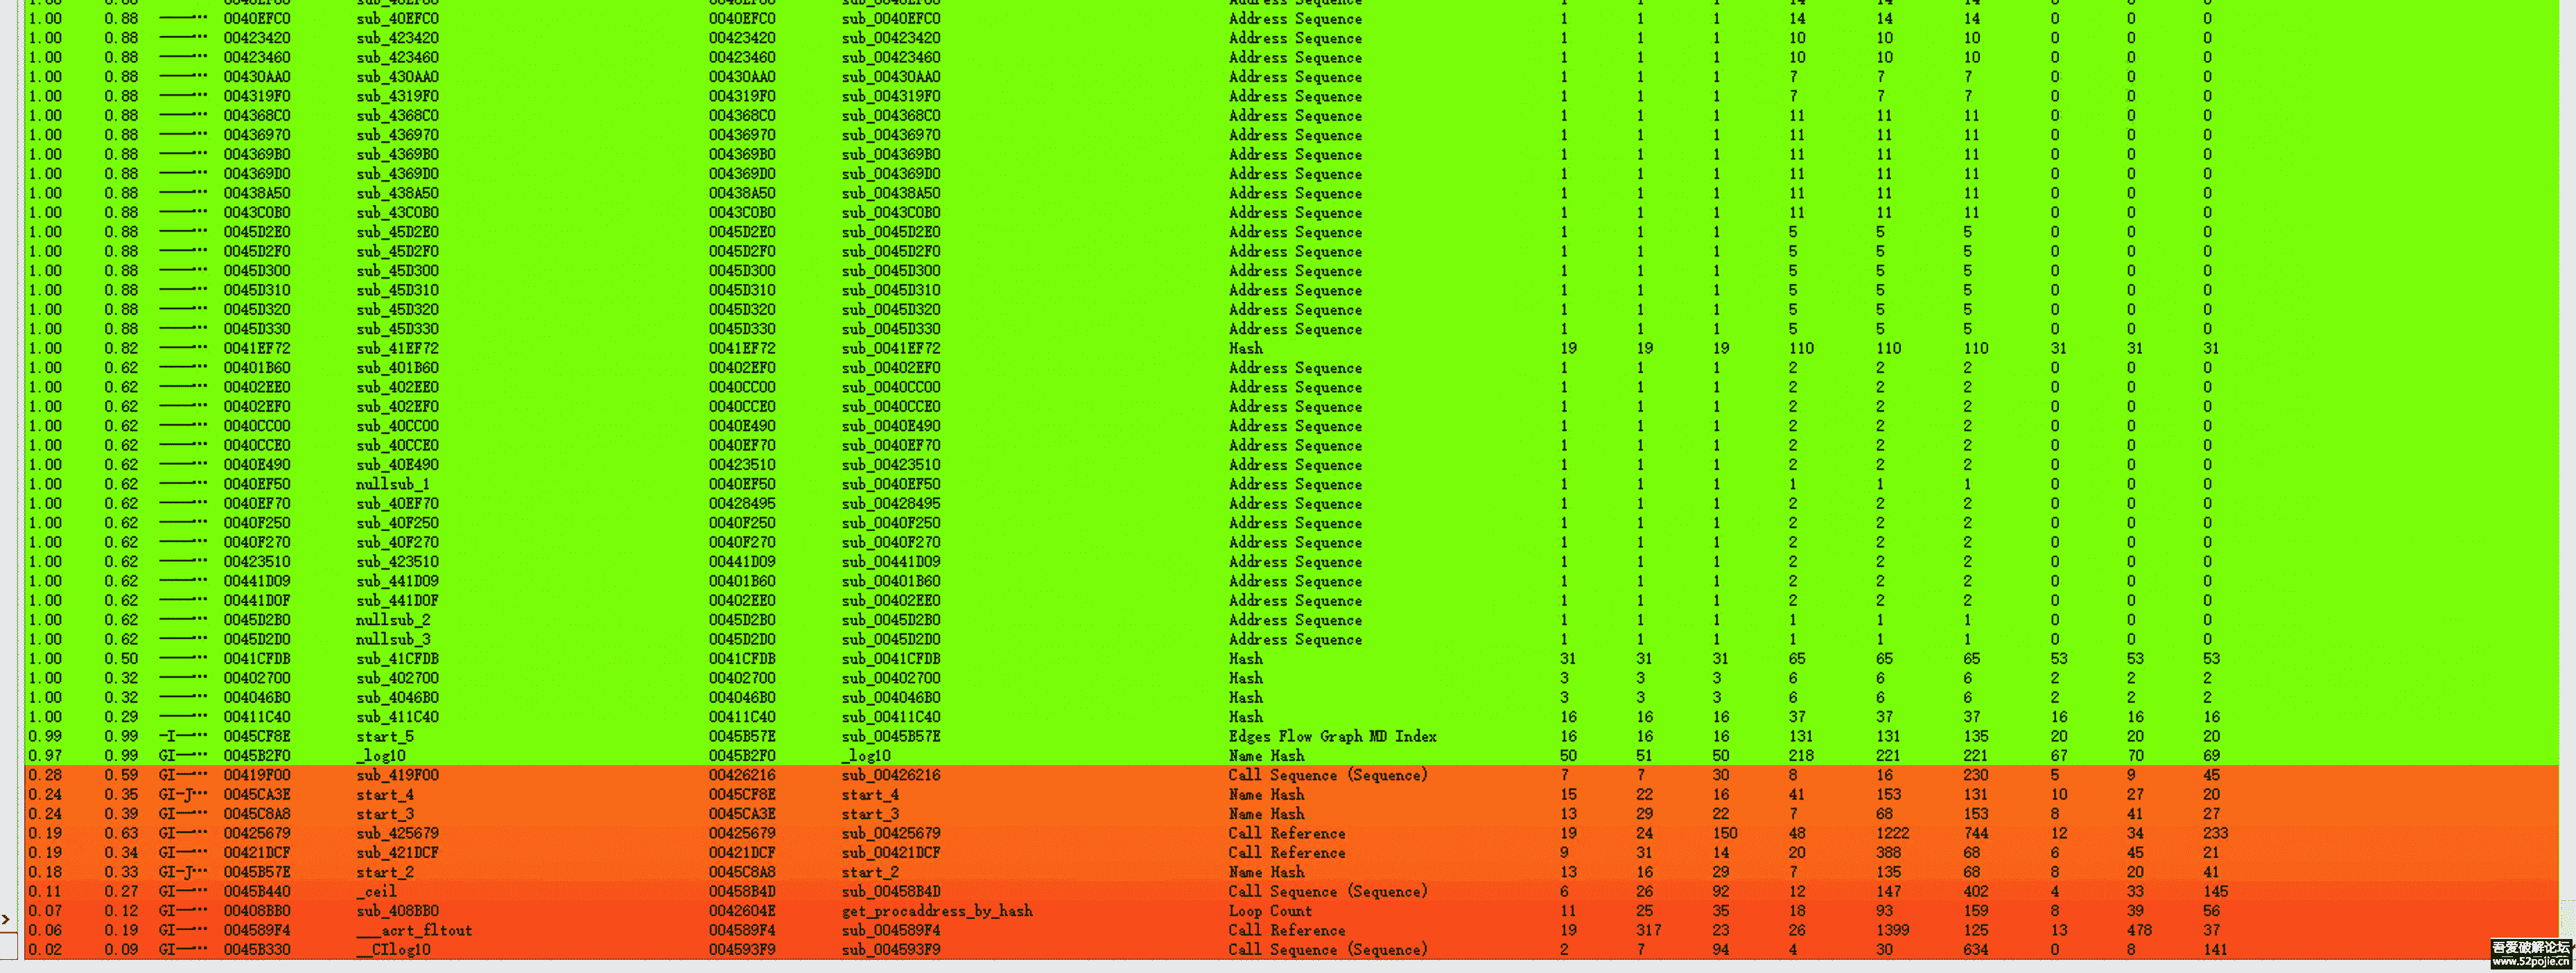 1.00 0.88 0040EFC0 sub_40EFC0 0040EFC0 sub_0040EFC0 Address Sequence 1 1 1 14 14 14 0 0 0
1.00 0.88 00423420 sub_423420 00423420 sub_00423420 Address Sequence 1 1 1 10 10 10 0 0 0
1.00 0.88 00423460 sub_423460 00423460 sub_00423460 Address Sequence 1 1 1 10 10 10 0 0 0
1.00 0.88 00430AA0 sub_430AA0 00430AA0 sub_00430AA0 Address Sequence 1 1 1 7 7 7 0 0 0
1.00 0.88 004319F0 sub_4319F0 004319F0 sub_004319F0 Address Sequence 1 1 1 7 7 7 0 0 0
1.00 0.88 004368C0 sub_4368C0 004368C0 sub_004368C0 Address Sequence 1 1 1 11 11 11 0 0 0
1.00 0.88 00436970 sub_436970 00436970 sub_00436970 Address Sequence 1 1 1 11 11 11 0 0 0
1.00 0.88 004369B0 sub_4369B0 004369B0 sub_004369B0 Address Sequence 1 1 1 11 11 11 0 0 0
1.00 0.88 004369D0 sub_4369D0 004369D0 sub_004369D0 Address Sequence 1 1 1 11 11 11 0 0 0
1.00 0.88 00438A50 sub_438A50 00438A50 sub_00438A50 Address Sequence 1 1 1 11 11 11 0 0 0
1.00 0.88 0043C0B0 sub_43C0B0 0043C0B0 sub_0043C0B0 Address Sequence 1 1 1 11 11 11 0 0 0
1.00 0.88 0045D2E0 sub_45D2E0 0045D2E0 sub_0045D2E0 Address Sequence 1 1 1 5 5 5 0 0 0
1.00 0.88 0045D2F0 sub_45D2F0 0045D2F0 sub_0045D2F0 Address Sequence 1 1 1 5 5 5 0 0 0
1.00 0.88 0045D300 sub_45D300 0045D300 sub_0045D300 Address Sequence 1 1 1 5 5 5 0 0 0
1.00 0.88 0045D310 sub_45D310 0045D310 sub_0045D310 Address Sequence 1 1 1 5 5 5 0 0 0
1.00 0.88 0045D320 sub_45D320 0045D320 sub_0045D320 Address Sequence 1 1 1 5 5 5 0 0 0
1.00 0.88 0045D330 sub_45D330 0045D330 sub_0045D330 Address Sequence 1 1 1 5 5 5 0 0 0
1.00 0.82 0041EF72 sub_41EF72 0041EF72 sub_0041EF72 Hash 19 19 19 110 110 110 31 31 31
1.00 0.62 00401B60 sub_401B60 00402EF0 sub_00402EF0 Address Sequence 1 1 1 2 2 2 0 0 0
1.00 0.62 00402EE0 sub_402EE0 0040CC00 sub_0040CC00 Address Sequence 1 1 1 2 2 2 0 0 0
1.00 0.62 00402EF0 sub_402EF0 0040CCE0 sub_0040CCE0 Address Sequence 1 1 1 2 2 2 0 0 0
1.00 0.62 0040CC00 sub_40CC00 0040E490 sub_0040E490 Address Sequence 1 1 1 2 2 2 0 0 0
1.00 0.62 0040CCE0 sub_40CCE0 0040EF70 sub_0040EF70 Address Sequence 1 1 1 2 2 2 0 0 0
1.00 0.62 0040E490 sub_40E490 00423510 sub_00423510 Address Sequence 1 1 1 2 2 2 0 0 0
1.00 0.62 0040EF50 nullsub_1 0040EF50 sub_0040EF50 Address Sequence 1 1 1 1 1 1 0 0 0
1.00 0.62 0040EF70 sub_40EF70 00428495 sub_00428495 Address Sequence 1 1 1 2 2 2 0 0 0
1.00 0.62 0040F250 sub_40F250 0040F250 sub_0040F250 Address Sequence 1 1 1 2 2 2 0 0 0
1.00 0.62 0040F270 sub_40F270 0040F270 sub_0040F270 Address Sequence 1 1 1 2 2 2 0 0 0
1.00 0.62 00423510 sub_423510 00441D09 sub_00441D09 Address Sequence 1 1 1 2 2 2 0 0 0
1.00 0.62 00441D09 sub_441D09 00401B60 sub_00401B60 Address Sequence 1 1 1 2 2 2 0 0 0
1.00 0.62 00441D0F sub_441D0F 00402EE0 sub_00402EE0 Address Sequence 1 1 1 2 2 2 0 0 0
1.00 0.62 0045D2B0 nullsub_2 0045D2B0 sub_0045D2B0 Address Sequence 1 1 1 1 1 1 0 0 0
1.00 0.62 0045D2D0 nullsub_3 0045D2D0 sub_0045D2D0 Address Sequence 1 1 1 1 1 1 0 0 0
1.00 0.50 0041CFDB sub_41CFDB 0041CFDB sub_0041CFDB Hash 31 31 31 65 65 65 53 53 53
1.00 0.32 00402700 sub_402700 00402700 sub_00402700 Hash 3 3 3 6 6 6 2 2 2
1.00 0.32 004046B0 sub_4046B0 004046B0 sub_004046B0 Hash 3 3 3 6 6 6 2 2 2
1.00 0.29 00411C40 sub_411C40 00411C40 sub_00411C40 Hash 16 16 16 37 37 37 16 16 16
0.99 0.99 -I——··· 0045CF8E start_5 0045B57E sub_0045B57E Edges Flow Graph MD Index 16 16 16 131 131 135 20 20 20
0.97 0.99 GI——··· 0045B2F0 _log10 0045B2F0 _log10 Name Hash 50 51 50 218 221 221 67 70 69
0.28 0.59 GI——··· 00419F00 sub_419F00 00426216 sub_00426216 Call Sequence (Sequence) 7 7 30 8 16 230 5 9 45
0.24 0.35 GI-J··· 0045CA3E start_4 0045CF8E start_4 Name Hash 15 22 16 41 153 131 10 27 20
0.24 0.39 GI——··· 0045C8A8 start_3 0045CA3E start_3 Name Hash 13 29 22 7 68 153 8 41 27
0.19 0.63 GI——··· 00425679 sub_425679 00425679 sub_00425679 Call Reference 19 24 150 48 1222 744 12 34 233
0.19 0.34 GI——··· 00421DCF sub_421DCF 00421DCF sub_00421DCF Call Reference 9 31 14 20 388 68 6 45 21
0.18 0.33 GI-J··· 0045B57E start_2 0045C8A8 start_2 Name Hash 13 16 29 7 135 68 8 20 41
0.11 0.27 GI——··· 0045B440 _ceil 00458B4D sub_00458B4D Call Sequence (Sequence) 6 26 92 12 147 402 4 33 145
0.07 0.12 GI——··· 00408BB0 sub_408BB0 0042604E get_procaddress_by_hash Loop Count 11 25 35 18 93 159 8 39 56
0.06 0.19 GI——··· 004589F4 ___acrt_fltout 004589F4 sub_004589F4 Call Reference 19 317 23 26 1399 125 13 478 37
0.02 0.09 GI——··· 0045B330 __CIlog10 004593F9 sub_004593F9 Call Sequence (Sequence) 2 7 94 4 30 634 0 8 141
吾爱破解论坛
www.52pojie.cn